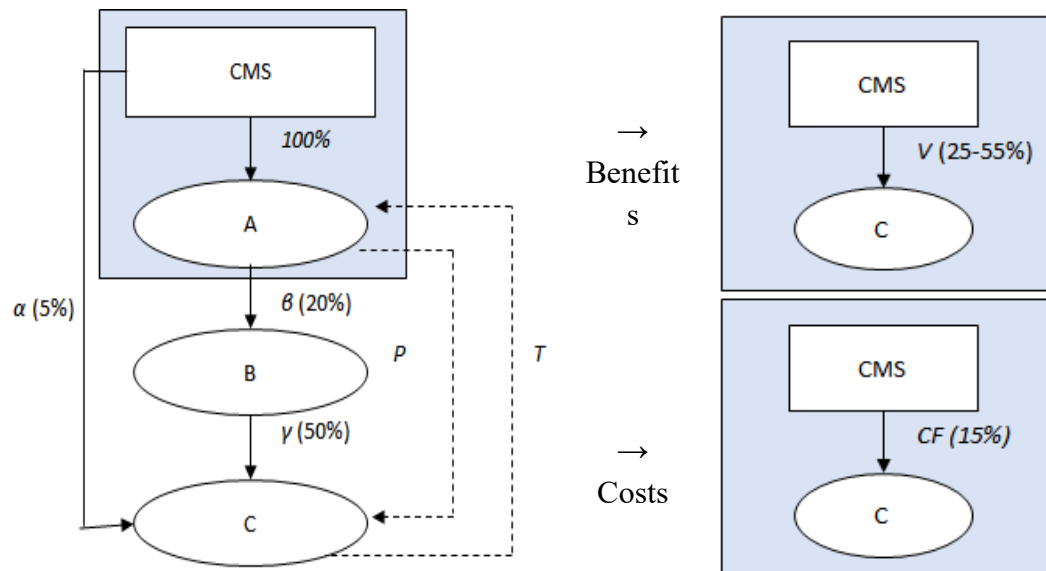 CMS
100%
A
α (5%)
β (20%)
B
P
T
γ (50%)
C
→
Benefit
s
→
Costs
CMS
V (25-55%)
C
CMS
CF (15%)
C